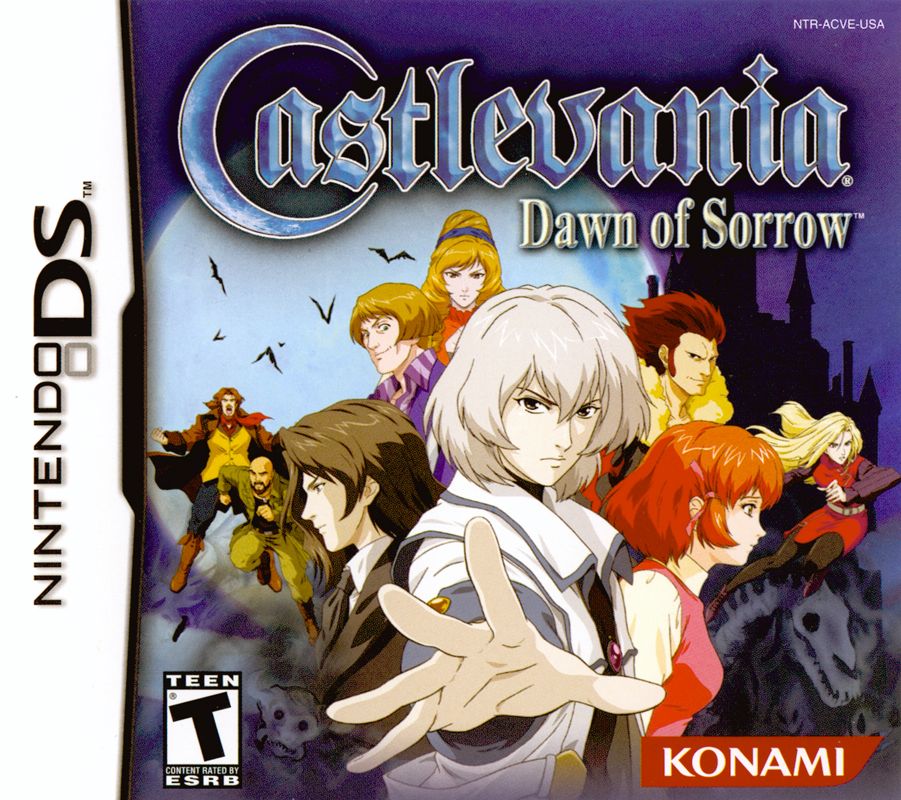 NTR-ACVE-USA
Castlevania®
Dawn of Sorrow™
NINTENDO DS™
TEEN
®
T
CONTENT RATED BY
ESRB
KONAMI